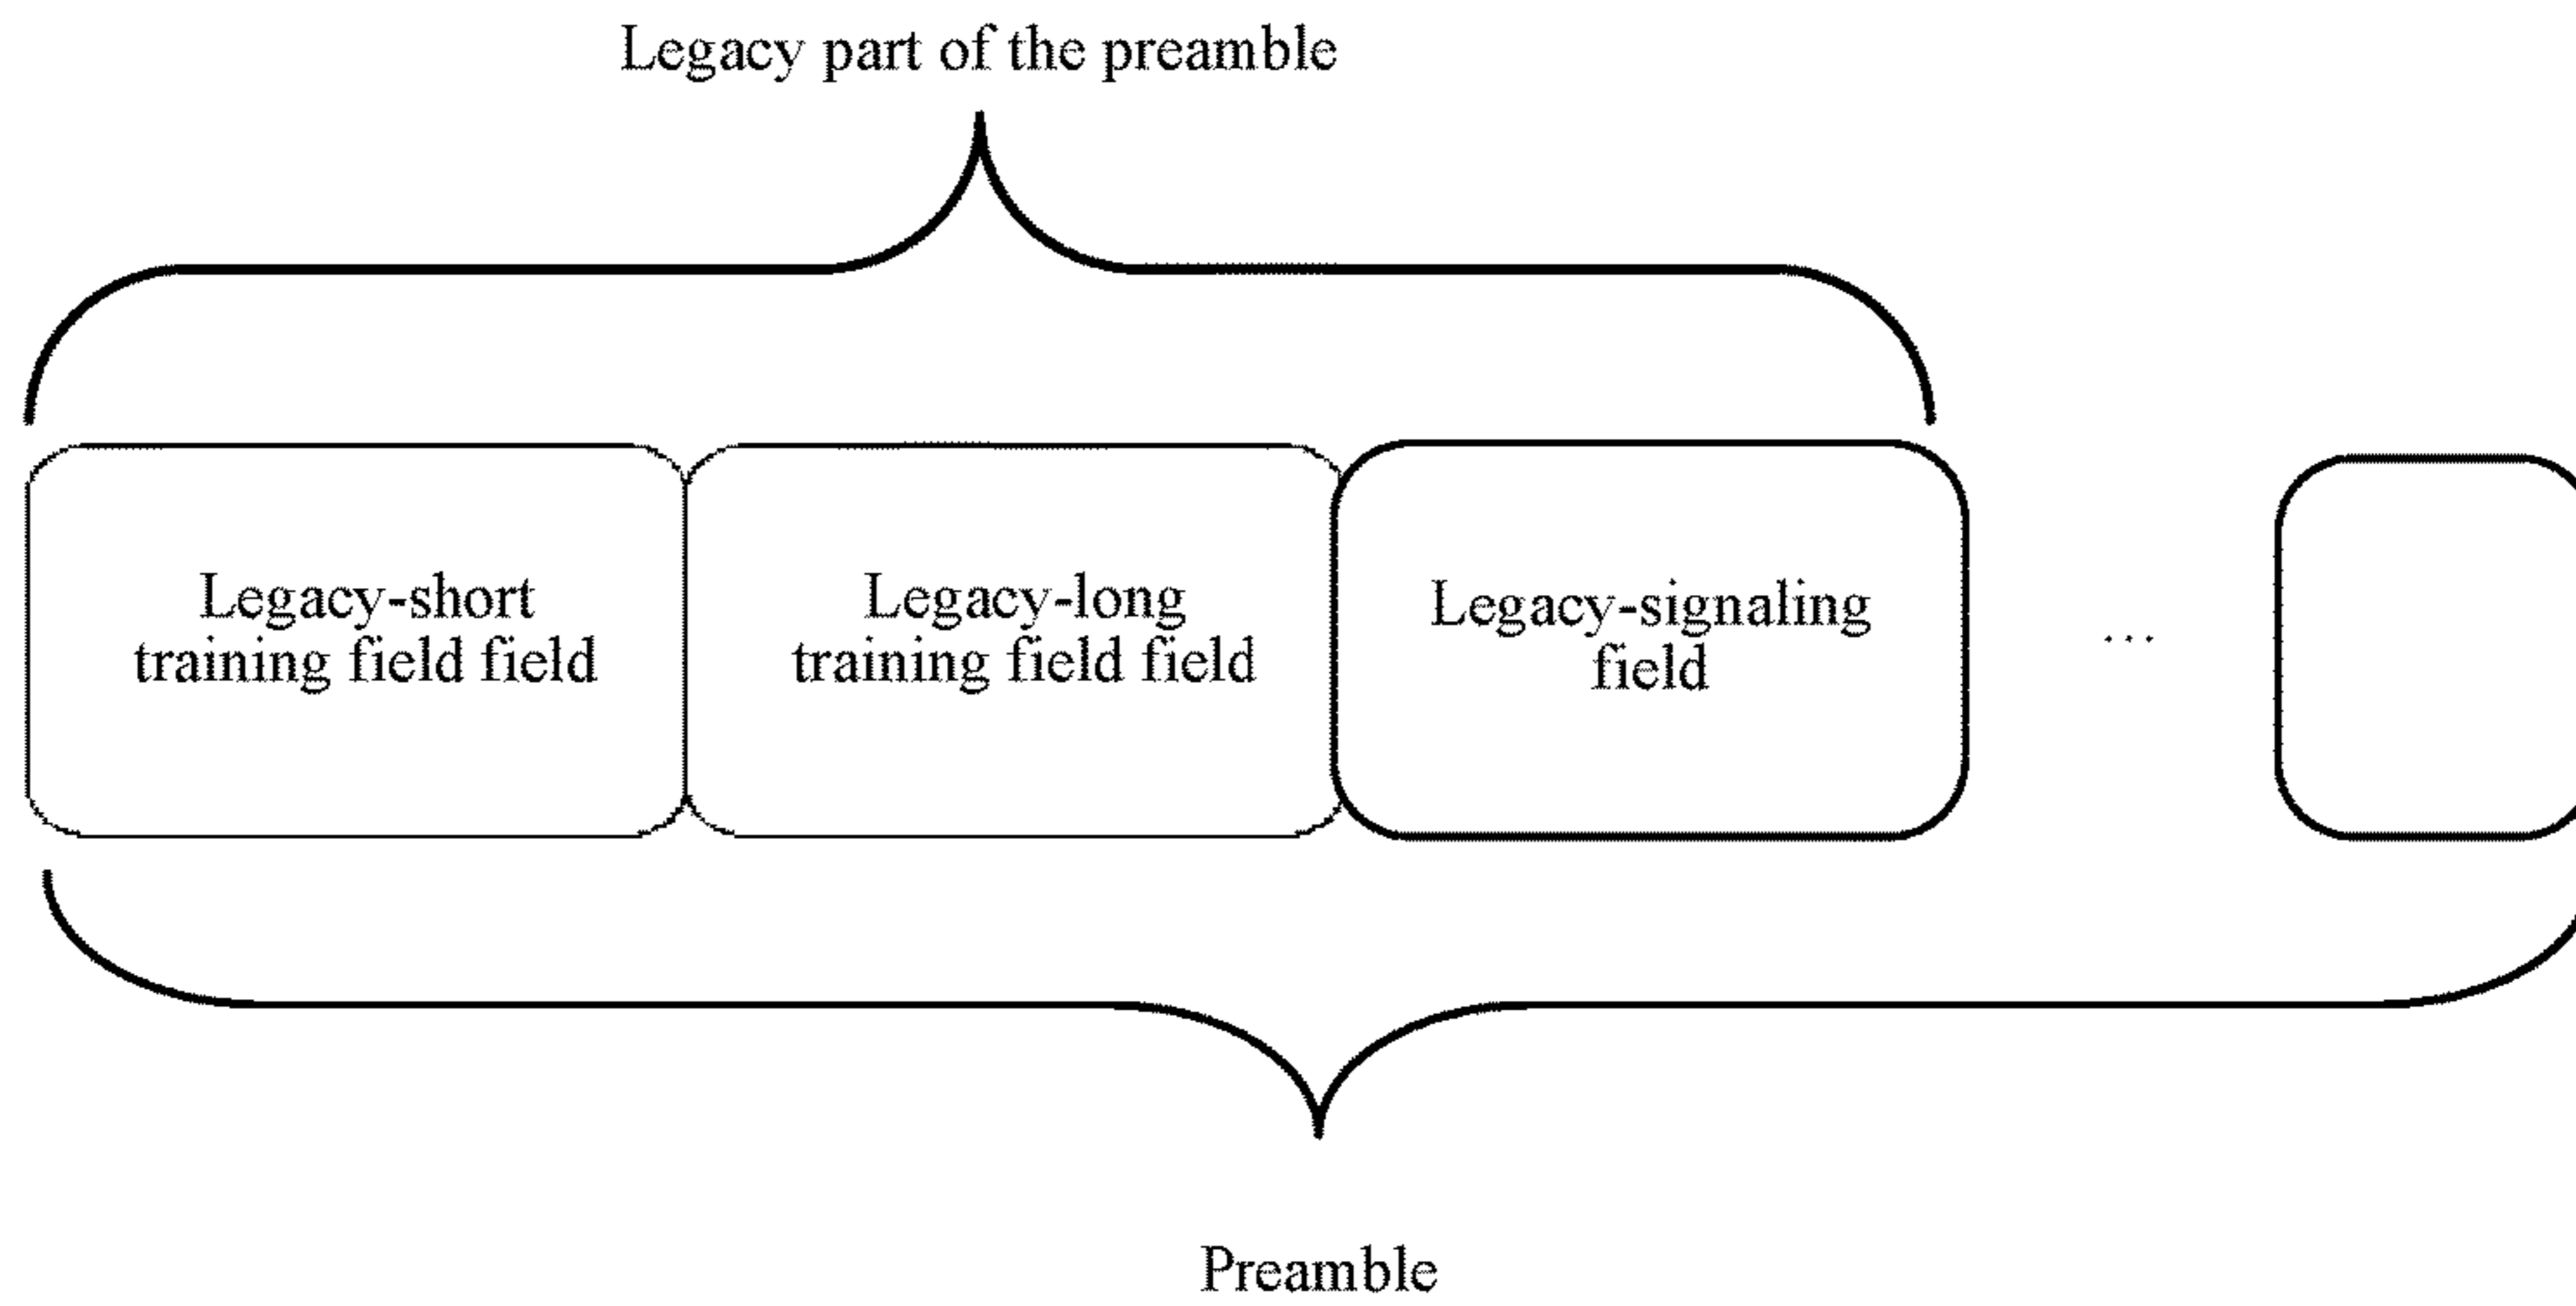 Legacy part of the preamble
Legacy-short
training field field
Legacy-long
training field field
Legacy-signaling
field
...
Preamble